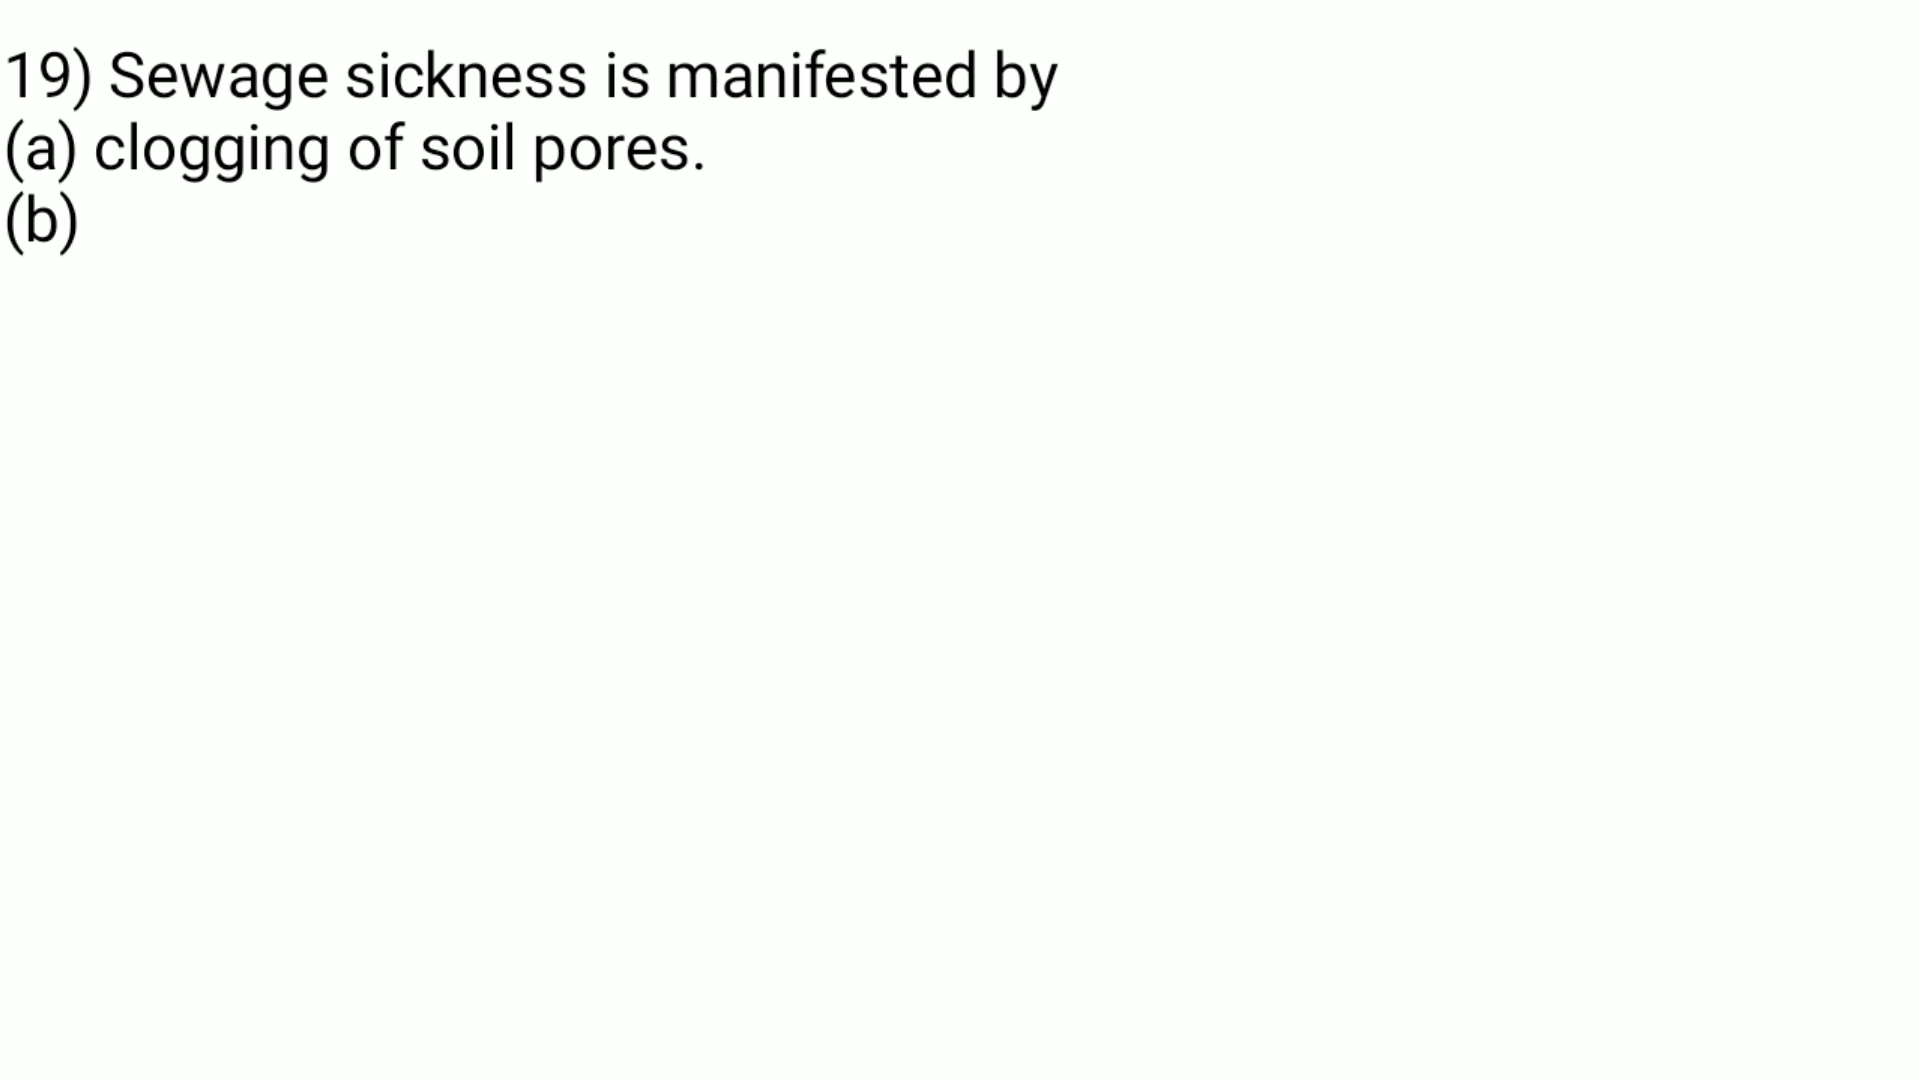 19) Sewage sickness is manifested by
(a) clogging of soil pores.
(b)